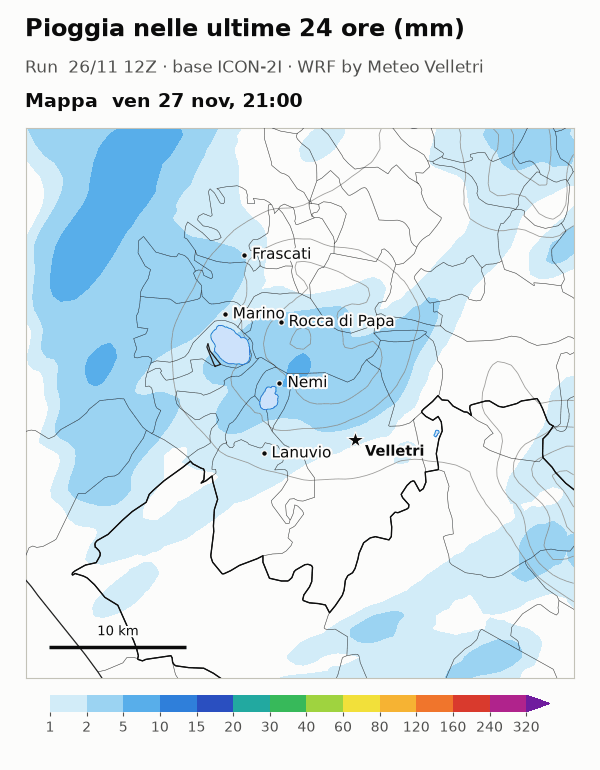 Pioggia nelle ultime 24 ore (mm)
Run  26/11 12Z · base ICON-2I · WRF by Meteo Velletri
Mappa  ven 27 nov, 21:00
Frascati
Marino
Rocca di Papa
Nemi
Velletri
Lanuvio
10 km
1 2 5 10 15 20 30 40 60 80 120 160 240 320